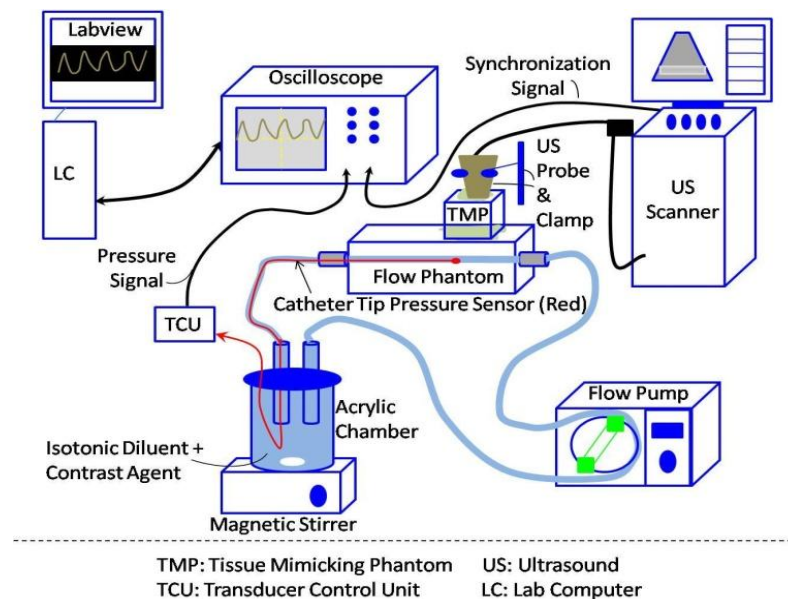 Labview
Oscilloscope
Synchronization
Signal
LC
US
Probe
&
Clamp
TMP
US
Scanner
Pressure
Signal
Flow Phantom
Catheter Tip Pressure Sensor (Red)
TCU
Flow Pump
Acrylic
Chamber
Isotonic Diluent +
Contrast Agent
Magnetic Stirrer
TMP: Tissue Mimicking Phantom US: Ultrasound
TCU: Transducer Control Unit LC: Lab Computer